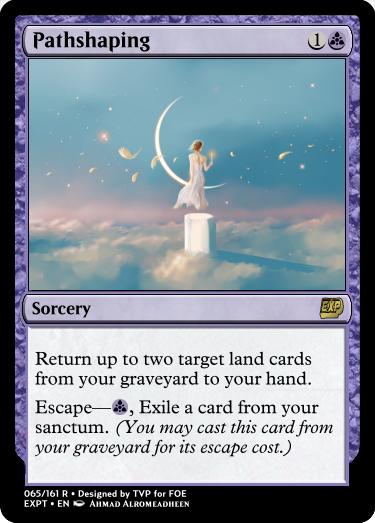 Pathshaping
1
Sorcery
EXP
Return up to two target land cards
from your graveyard to your hand.
Escape—, Exile a card from your
sanctum. (You may cast this card from
your graveyard for its escape cost.)
065/161 R • Designed by TVP for FOE
EXPT • EN Ahmad Alromeadheen